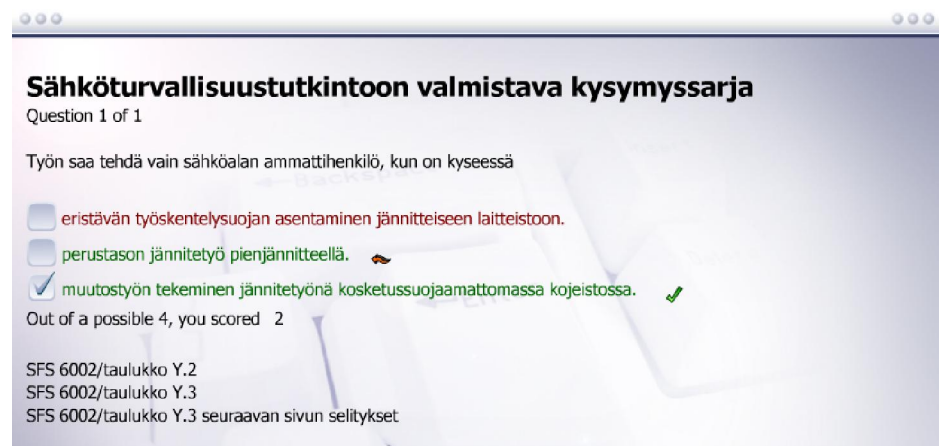 Sähköturvallisuustutkintoon valmistava kysymyssarja
Question 1 of 1
Työn saa tehdä vain sähköalan ammattihenkilö, kun on kyseessä
eristävän työskentelysuojan asentaminen jännitteiseen laitteistoon.
perustason jännitetyö pienjännitteellä.
muutostyön tekeminen jännitetyönä kosketussuojaamattomassa kojeistossa.
Out of a possible 4, you scored 2
SFS 6002/taulukko Y.2
SFS 6002/taulukko Y.3
SFS 6002/taulukko Y.3 seuraavan sivun selitykset